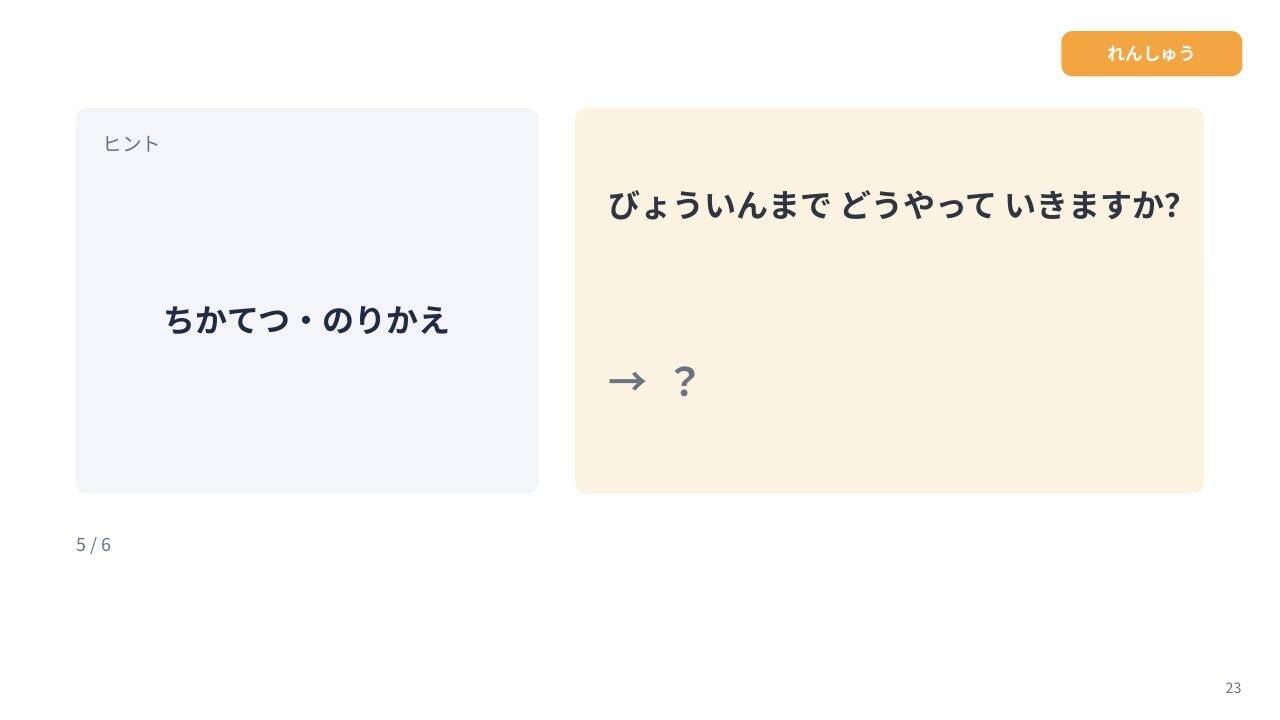 れんしゅう
ヒント
ちかてつ・のりかえ
びょういんまで どうやって いきますか?
→ ?
5 / 6
23